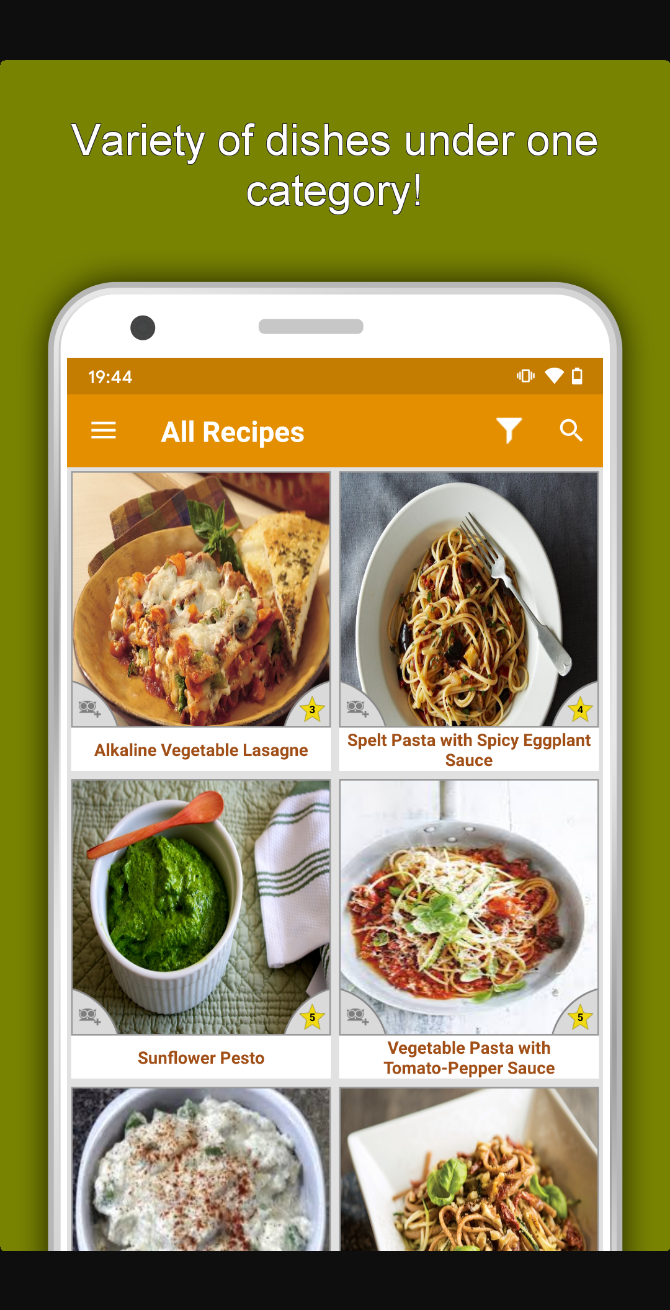 Variety of dishes under one
category!
19:44
All Recipes
3
4
Alkaline Vegetable Lasagne
Spelt Pasta with Spicy Eggplant
Sauce
5
5
Sunflower Pesto
Vegetable Pasta with
Tomato-Pepper Sauce